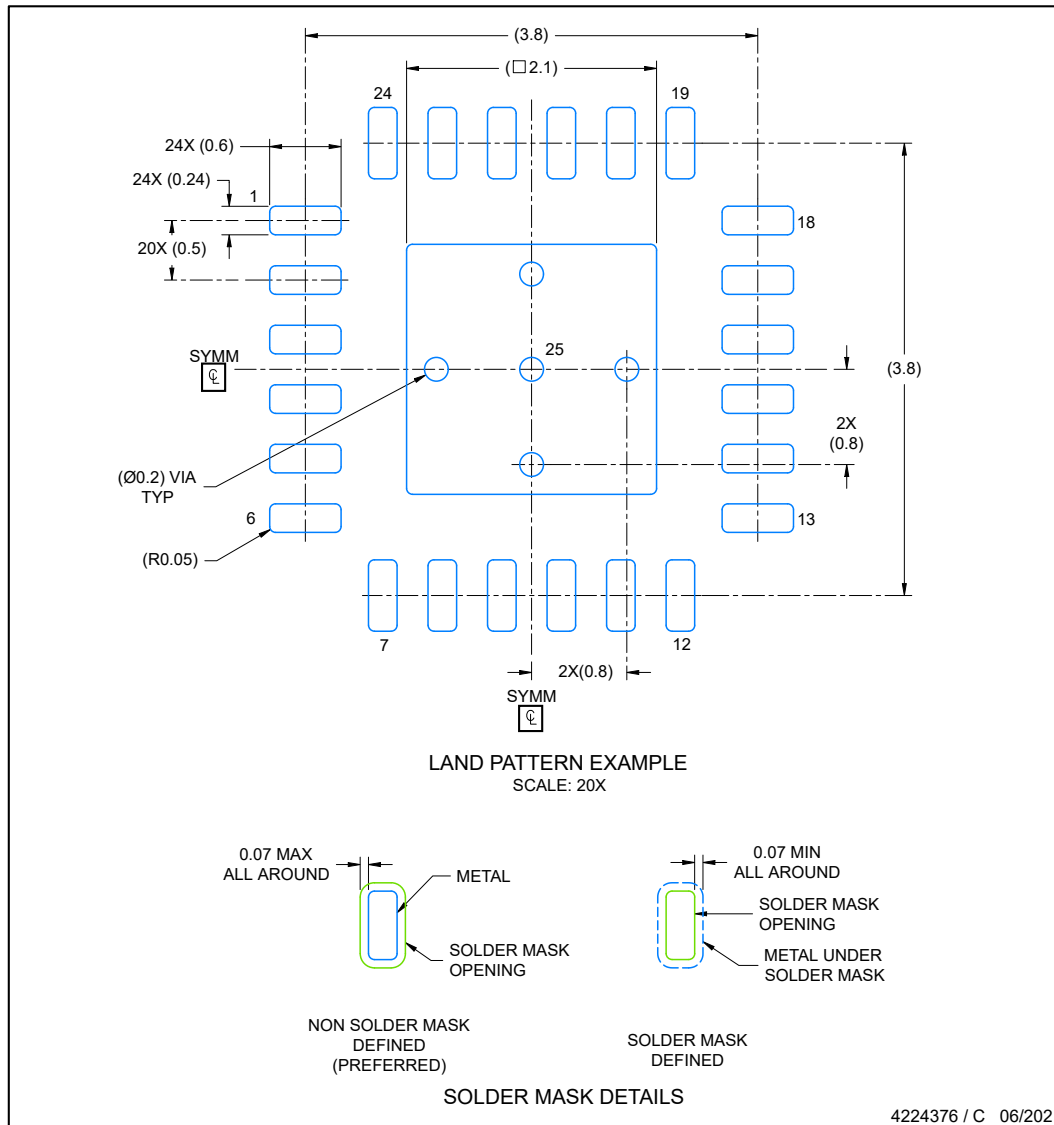 (3.8)
(□2.1)
24
19
24X (0.6)
24X (0.24)
1
18
20X (0.5)
25
SYMM
℄
(3.8)
2X
(0.8)
(Ø0.2) VIA
TYP
6
13
(R0.05)
7
12
2X(0.8)
SYMM
℄
LAND PATTERN EXAMPLE
SCALE: 20X
0.07 MAX
ALL AROUND
METAL
SOLDER MASK
OPENING
NON SOLDER MASK
DEFINED
(PREFERRED)
0.07 MIN
ALL AROUND
SOLDER MASK
OPENING
METAL UNDER
SOLDER MASK
SOLDER MASK
DEFINED
SOLDER MASK DETAILS
4224376 / C 06/202